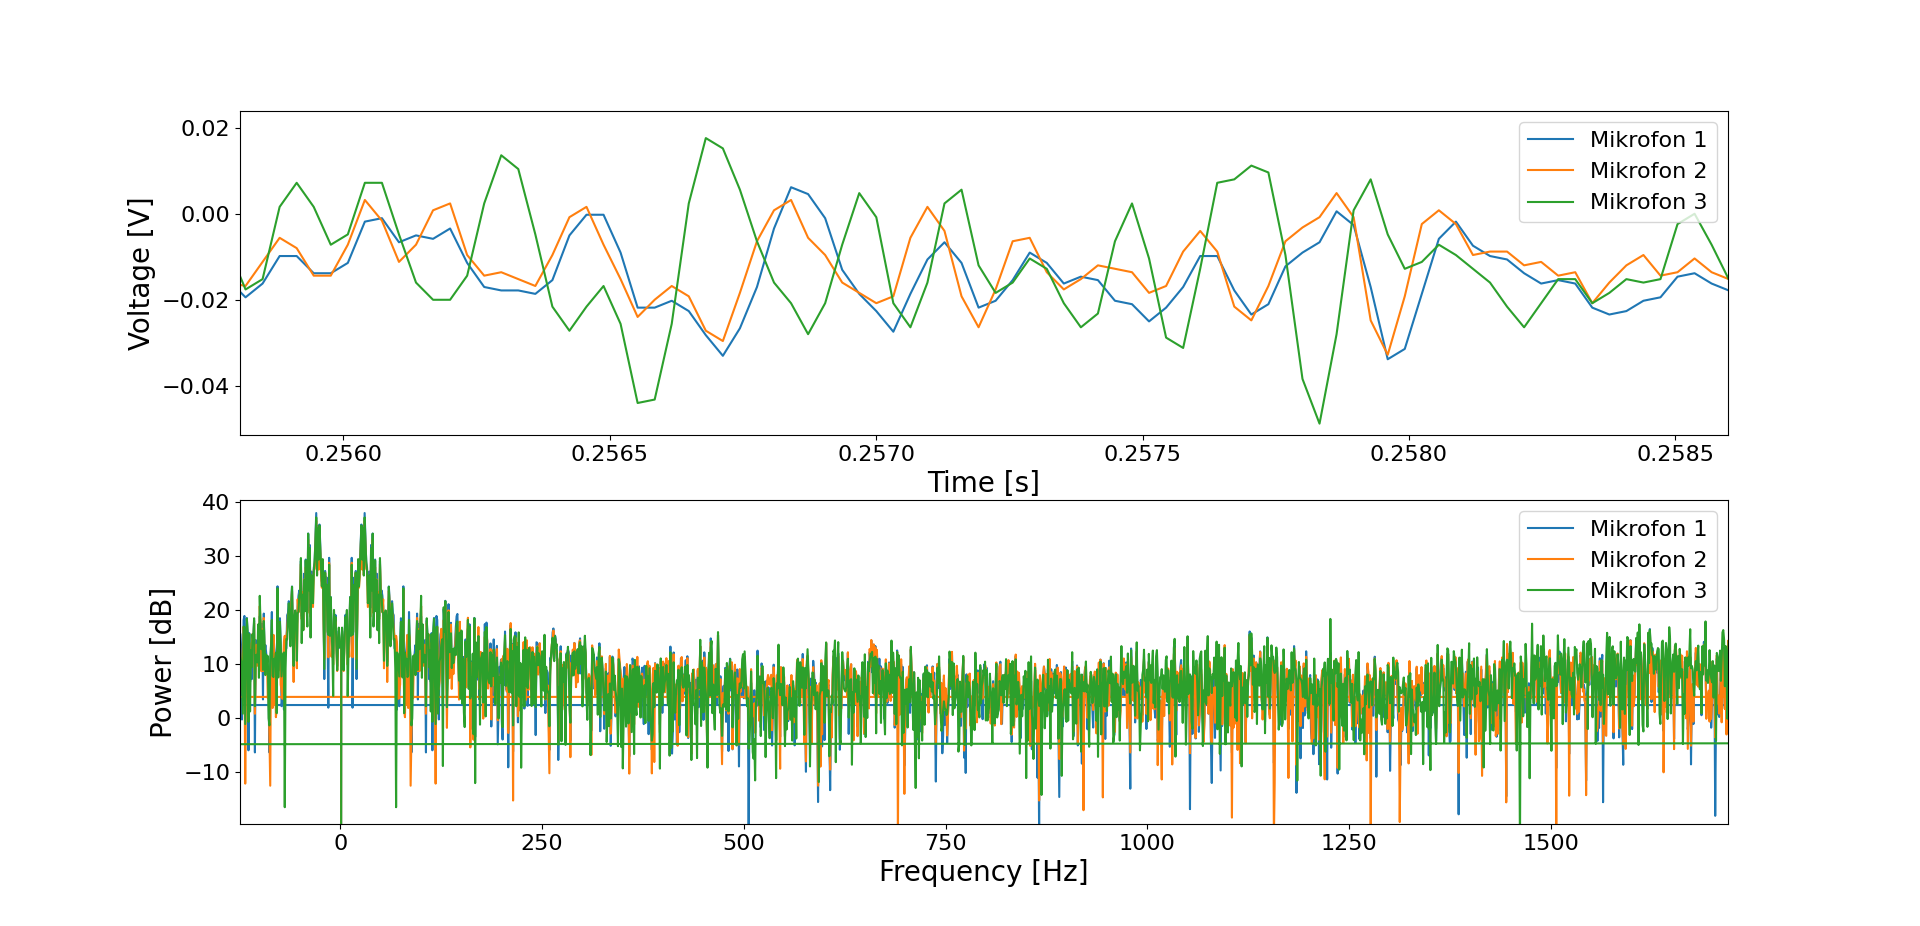 0.02
0.00
−0.02
−0.04
Voltage [V]
Mikrofon 1
Mikrofon 2
Mikrofon 3
0.2560 0.2565 0.2570 0.2575 0.2580 0.2585
Time [s]
40
30
20
10
0
−10
Power [dB]
Mikrofon 1
Mikrofon 2
Mikrofon 3
0 250 500 750 1000 1250 1500
Frequency [Hz]